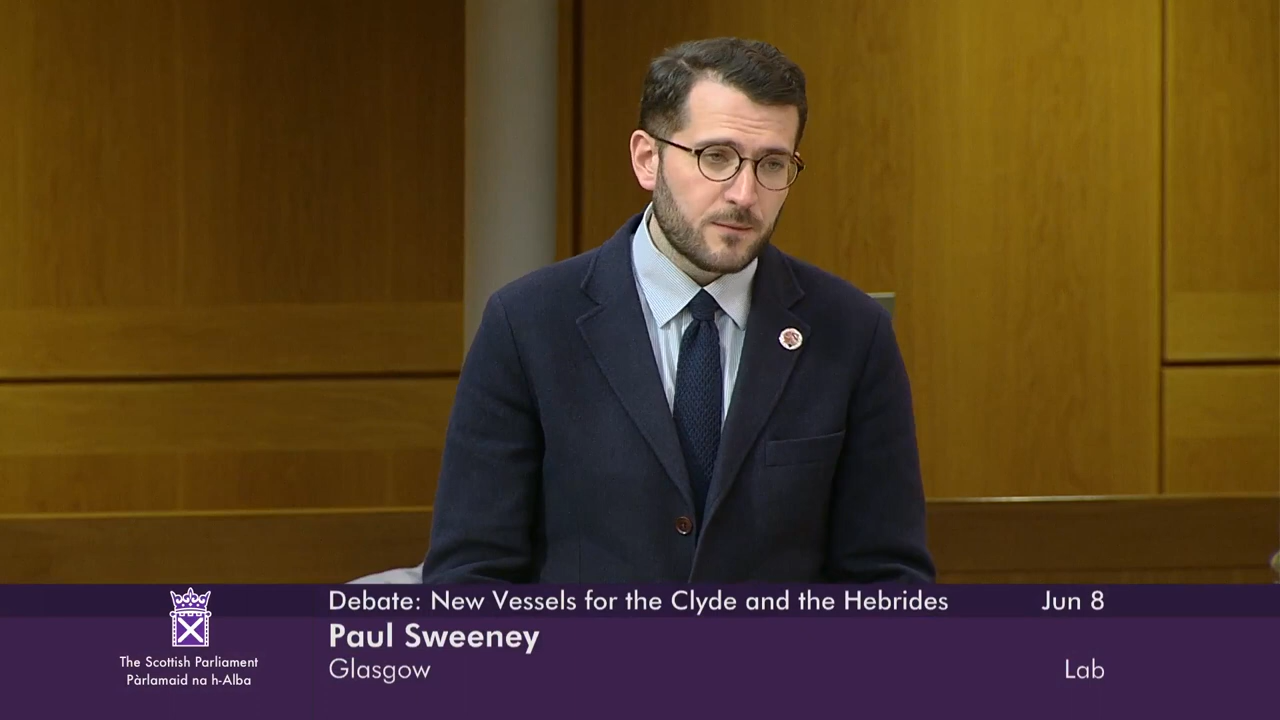 Debate: New Vessels for the Clyde and the Hebrides Jun 8
Paul Sweeney
Glasgow Lab
The Scottish Parliament
Pàrlamaid na h-Alba